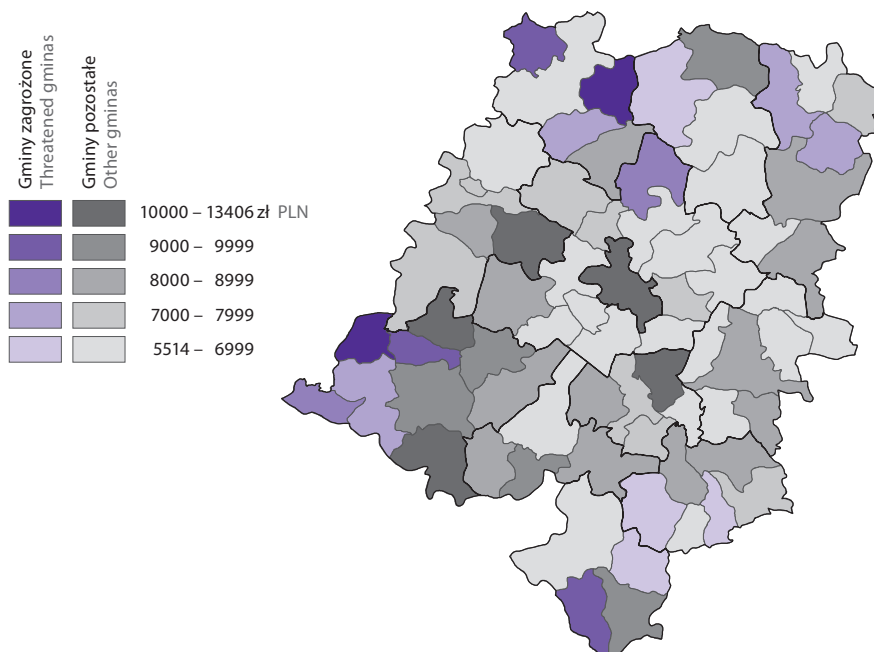 Gminy zagrożone
Threatened gminas
Gminy pozostałe
Other gminas
10000 – 13406 zł PLN
9000 – 9999
8000 – 8999
7000 – 7999
5514 – 6999